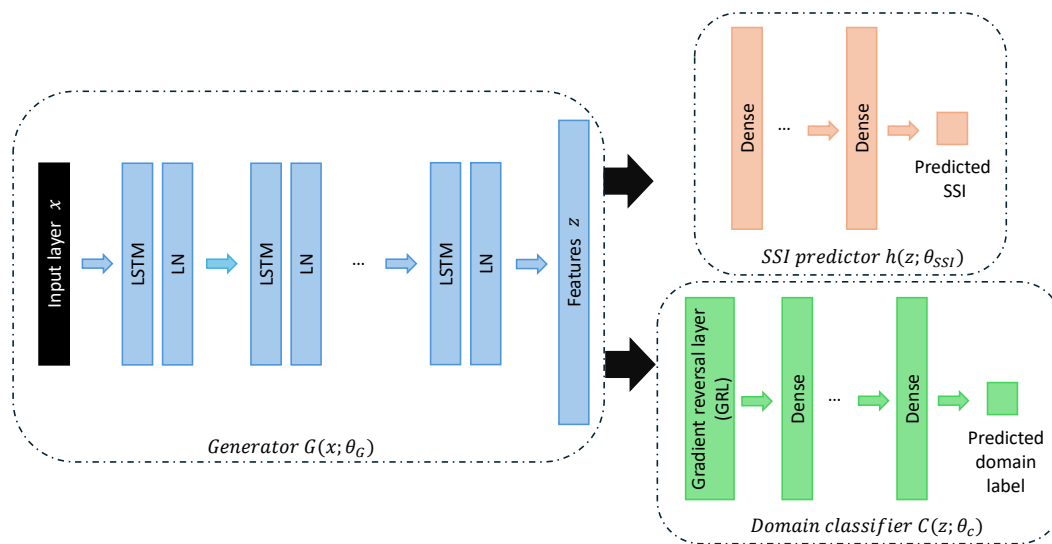 Input layer x
LSTM
LN
LSTM
LN
...
LSTM
LN
Features z
Generator G(x; θ_G)
Dense
...
Dense
Predicted
SSI
SSI predictor h(z; θ_SSI)
Gradient reversal layer
(GRL)
Dense
...
Dense
Predicted
domain
label
Domain classifier C(z; θ_c)